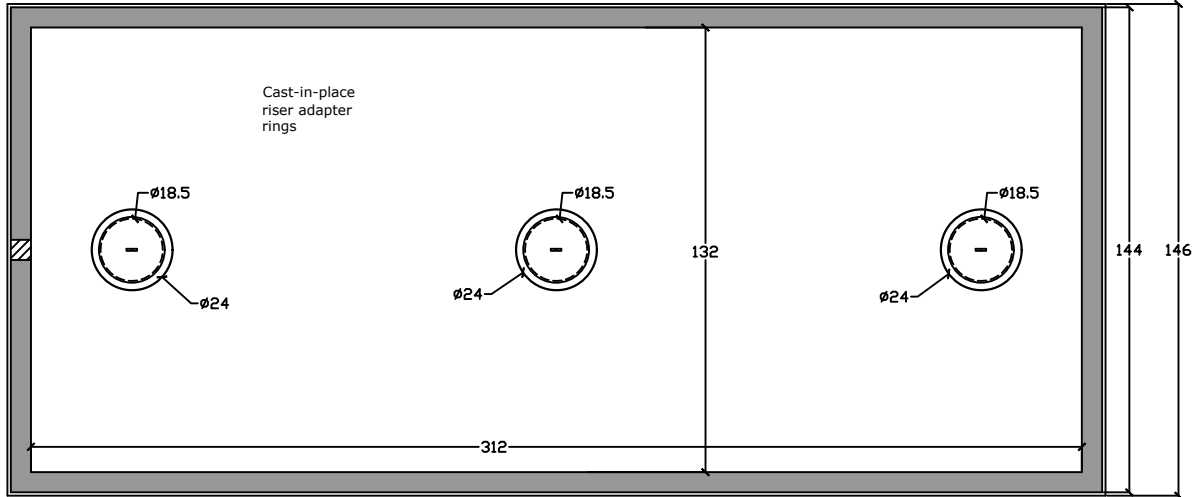 Cast-in-place
riser adapter
rings
ø18.5
ø18.5
ø18.5
132
144
146
ø24
ø24
ø24
312